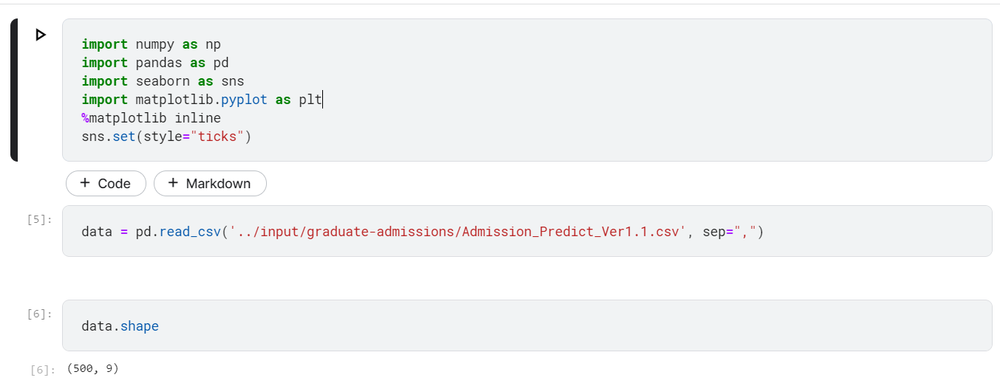 import numpy as np
import pandas as pd
import seaborn as sns
import matplotlib.pyplot as plt
%matplotlib inline
sns.set(style="ticks")
+ Code + Markdown
[5]: data = pd.read_csv('../input/graduate-admissions/Admission_Predict_Ver1.1.csv', sep=",")
[6]: data.shape
[6]: (500, 9)